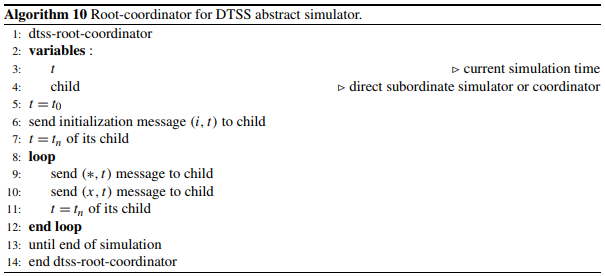 Algorithm 10 Root-coordinator for DTSS abstract simulator.
1: dtss-root-coordinator
2: variables :
3: t ▹ current simulation time
4: child ▹ direct subordinate simulator or coordinator
5: t = t₀
6: send initialization message (i, t) to child
7: t = tₙ of its child
8: loop
9: send (∗, t) message to child
10: send (x, t) message to child
11: t = tₙ of its child
12: end loop
13: until end of simulation
14: end dtss-root-coordinator